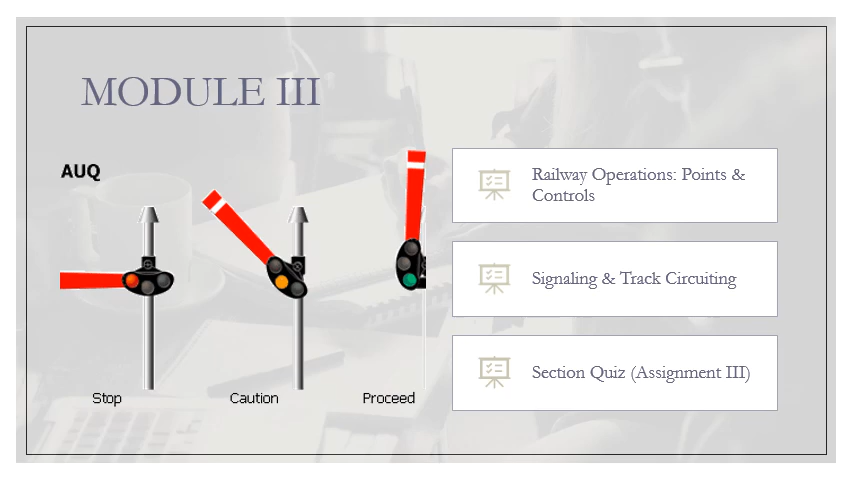 MODULE III
AUQ
Stop
Caution
Proceed
Railway Operations: Points &
Controls
Signaling & Track Circuiting
Section Quiz (Assignment III)